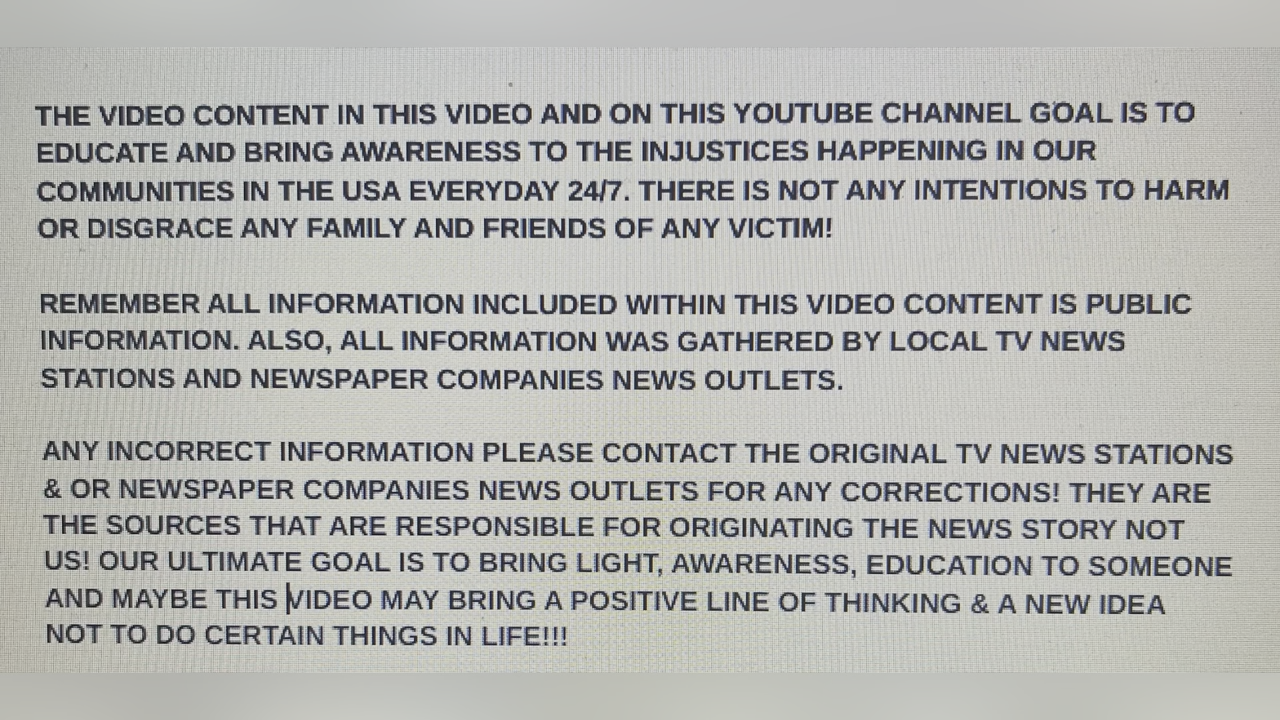 THE VIDEO CONTENT IN THIS VIDEO AND ON THIS YOUTUBE CHANNEL GOAL IS TO
EDUCATE AND BRING AWARENESS TO THE INJUSTICES HAPPENING IN OUR
COMMUNITIES IN THE USA EVERYDAY 24/7. THERE IS NOT ANY INTENTIONS TO HARM
OR DISGRACE ANY FAMILY AND FRIENDS OF ANY VICTIM!
REMEMBER ALL INFORMATION INCLUDED WITHIN THIS VIDEO CONTENT IS PUBLIC
INFORMATION. ALSO, ALL INFORMATION WAS GATHERED BY LOCAL TV NEWS
STATIONS AND NEWSPAPER COMPANIES NEWS OUTLETS.
ANY INCORRECT INFORMATION PLEASE CONTACT THE ORIGINAL TV NEWS STATIONS
& OR NEWSPAPER COMPANIES NEWS OUTLETS FOR ANY CORRECTIONS! THEY ARE
THE SOURCES THAT ARE RESPONSIBLE FOR ORIGINATING THE NEWS STORY NOT
US! OUR ULTIMATE GOAL IS TO BRING LIGHT, AWARENESS, EDUCATION TO SOMEONE
AND MAYBE THIS VIDEO MAY BRING A POSITIVE LINE OF THINKING & A NEW IDEA
NOT TO DO CERTAIN THINGS IN LIFE!!!